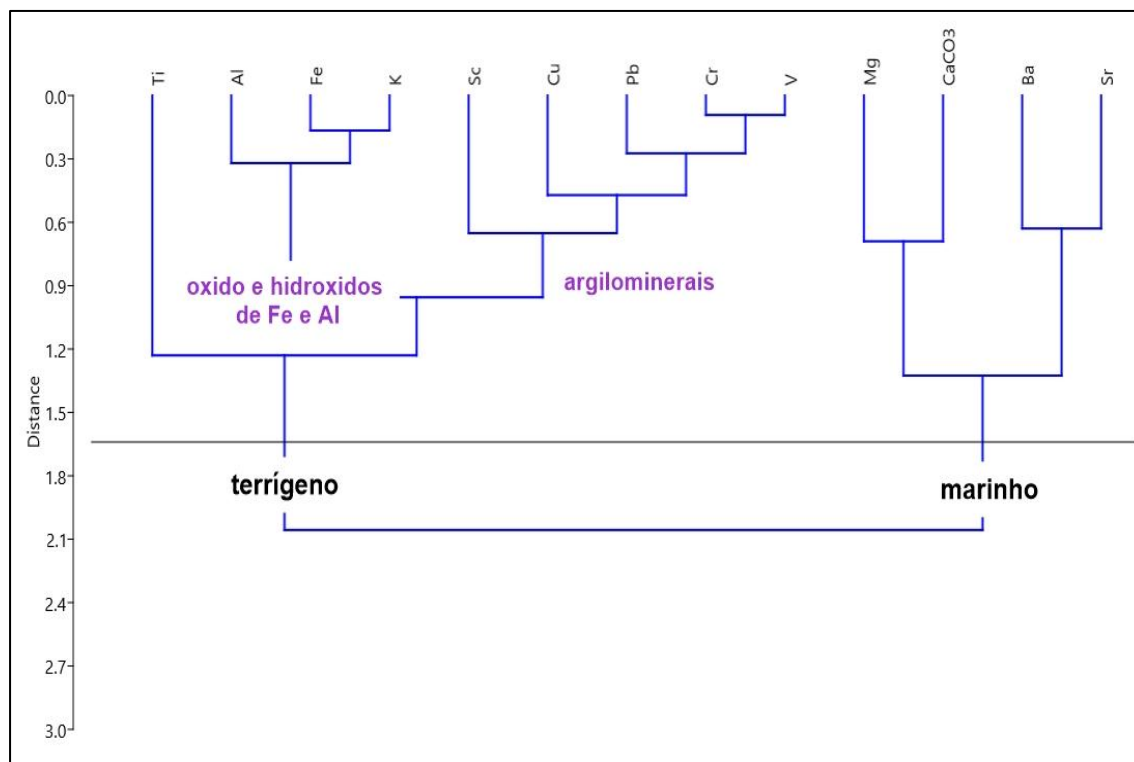 Ti Al Fe K Sc Cu Pb Cr V Mg CaCO3 Ba Sr
0.0
0.3
0.6
0.9
1.2
1.5
1.8
2.1
2.4
2.7
3.0
Distance
oxido e hidroxidos
de Fe e Al
argilominerais
terrígeno
marinho